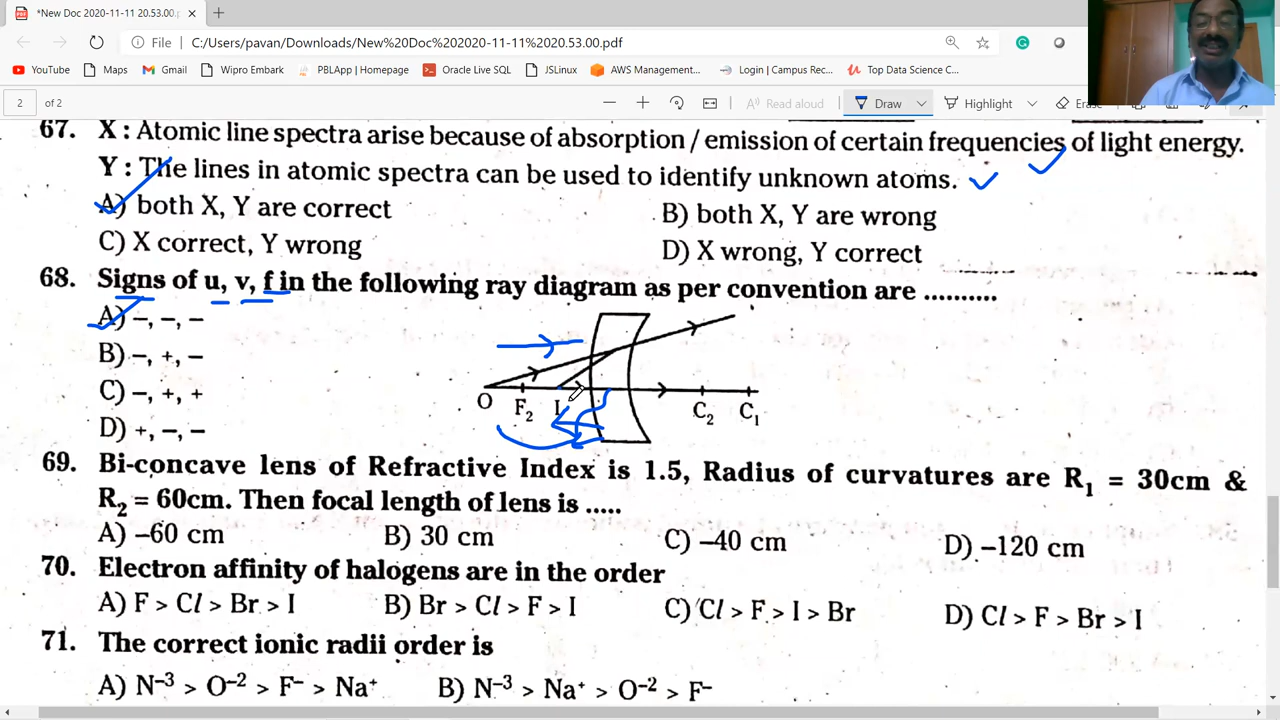 *New Doc 2020-11-11 20.53.00.p
File C:/Users/pavan/Downloads/New%20Doc%202020-11-11%2020.53.00.pdf
YouTube Maps Gmail Wipro Embark PBLApp | Homepage Oracle Live SQL JSLinux AWS Management... Login | Campus Rec... Top Data Science C...
2 of 2 Read aloud Draw Highlight Erase
67. X : Atomic line spectra arise because of absorption / emission of certain frequencies of light energy.
Y : The lines in atomic spectra can be used to identify unknown atoms.
A) both X, Y are correct B) both X, Y are wrong
C) X correct, Y wrong D) X wrong, Y correct
68. Signs of u, v, f in the following ray diagram as per convention are ..........
A) –, –, –
B) –, +, –
C) –, +, +
D) +, –, –
O F₂ I C₂ C₁
69. Bi-concave lens of Refractive Index is 1.5, Radius of curvatures are R₁ = 30cm &
R₂ = 60cm. Then focal length of lens is .....
A) –60 cm B) 30 cm C) –40 cm D) –120 cm
70. Electron affinity of halogens are in the order
A) F > Cl > Br > I B) Br > Cl > F > I C) Cl > F > I > Br D) Cl > F > Br > I
71. The correct ionic radii order is
A) N⁻³ > O⁻² > F⁻ > Na⁺ B) N⁻³ > Na⁺ > O⁻² > F⁻